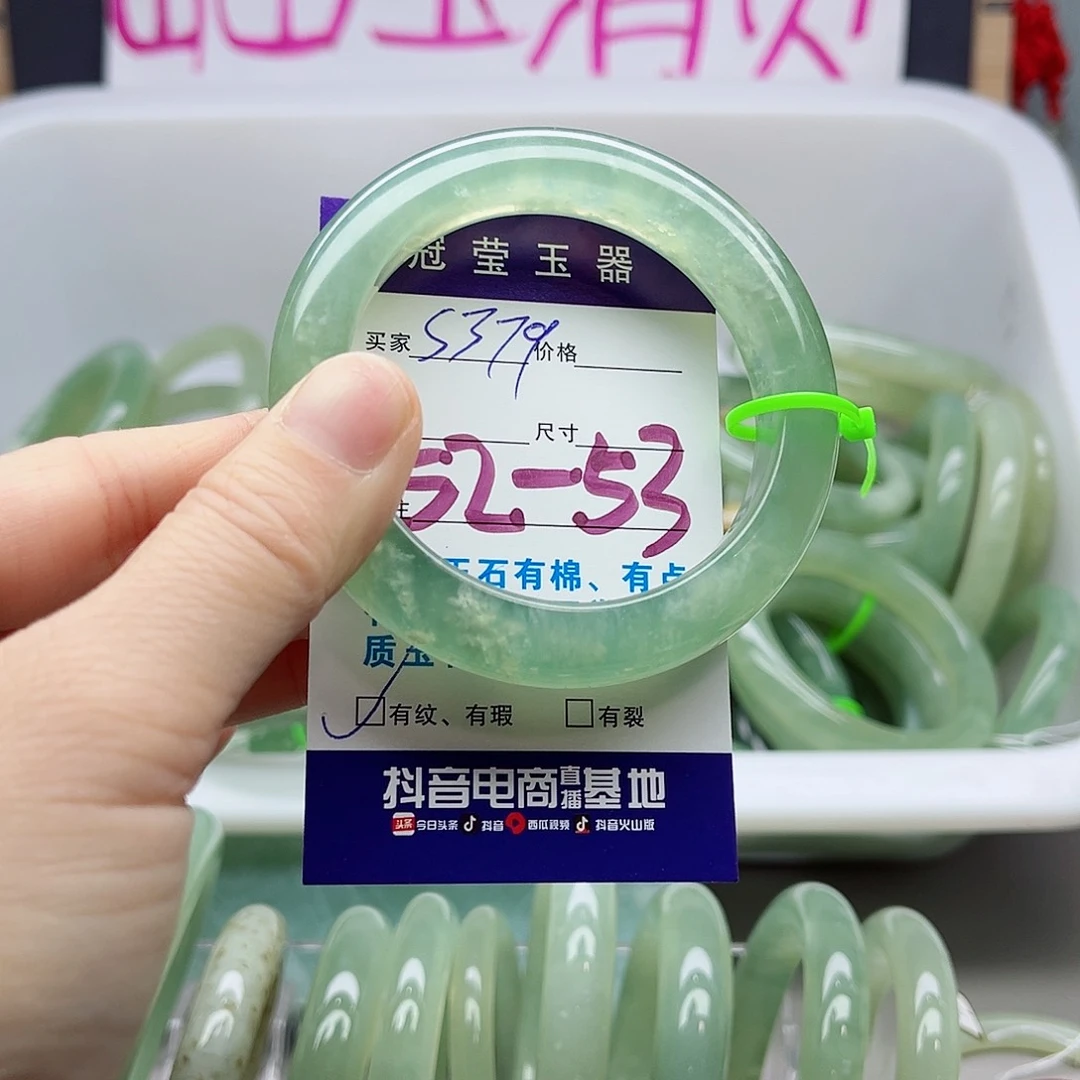 冠莹玉器
买家 5379 价格
尺寸
52-53
石有棉、有点
质玉
有纹、有瑕 有裂
抖音电商直播基地
今日头条 抖音 西瓜视频 抖音火山版